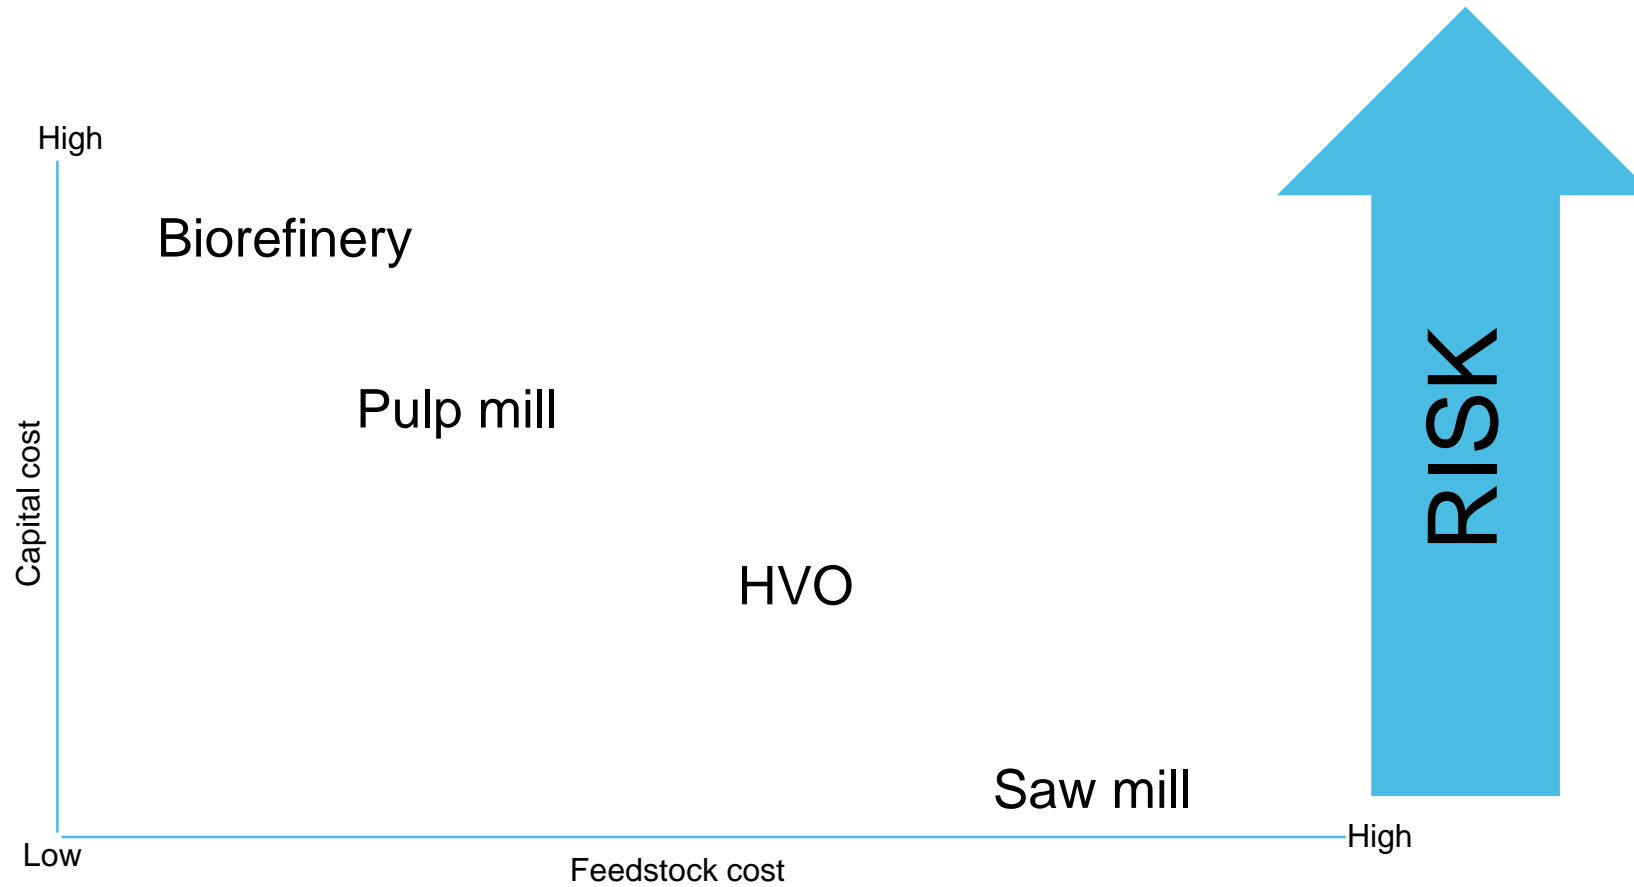 High
Biorefinery
Pulp mill
Capital cost
HVO
Saw mill
Low
Feedstock cost
High
RISK